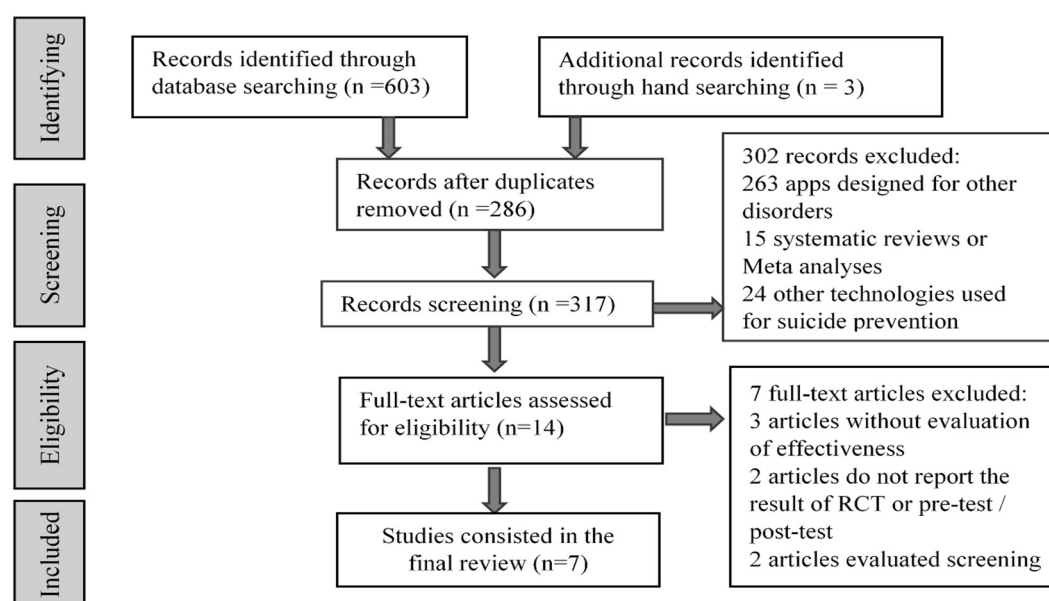 Identifying
Records identified through
database searching (n =603)
Additional records identified
through hand searching (n = 3)
Screening
Records after duplicates
removed (n =286)
302 records excluded:
263 apps designed for other
disorders
15 systematic reviews or
Meta analyses
24 other technologies used
for suicide prevention
Records screening (n =317)
Eligibility
Full-text articles assessed
for eligibility (n=14)
7 full-text articles excluded:
3 articles without evaluation
of effectiveness
2 articles do not report the
result of RCT or pre-test /
post-test
2 articles evaluated screening
Included
Studies consisted in the
final review (n=7)